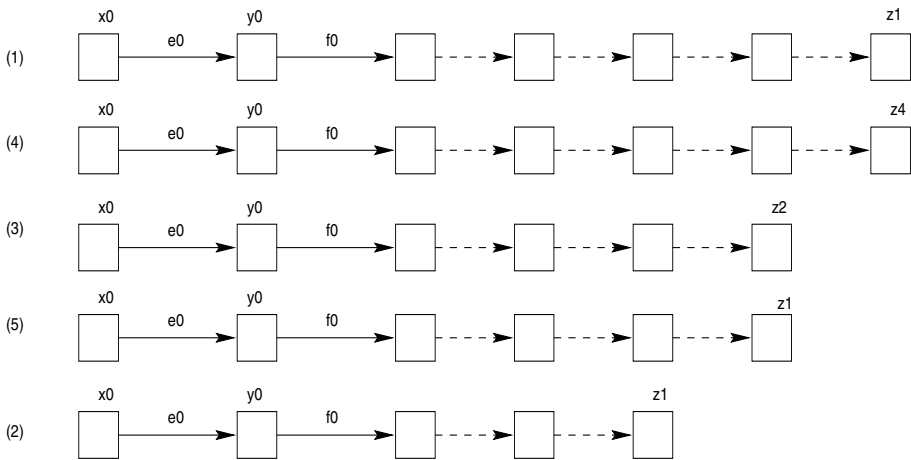 x0 y0 z1
(1) e0 f0
x0 y0 z4
(4) e0 f0
x0 y0 z2
(3) e0 f0
x0 y0 z1
(5) e0 f0
x0 y0 z1
(2) e0 f0